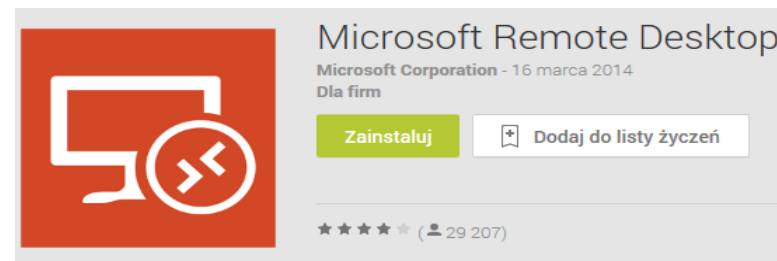 Microsoft Remote Desktop
Microsoft Corporation - 16 marca 2014
Dla firm
Zainstaluj
Dodaj do listy życzeń
(29 207)